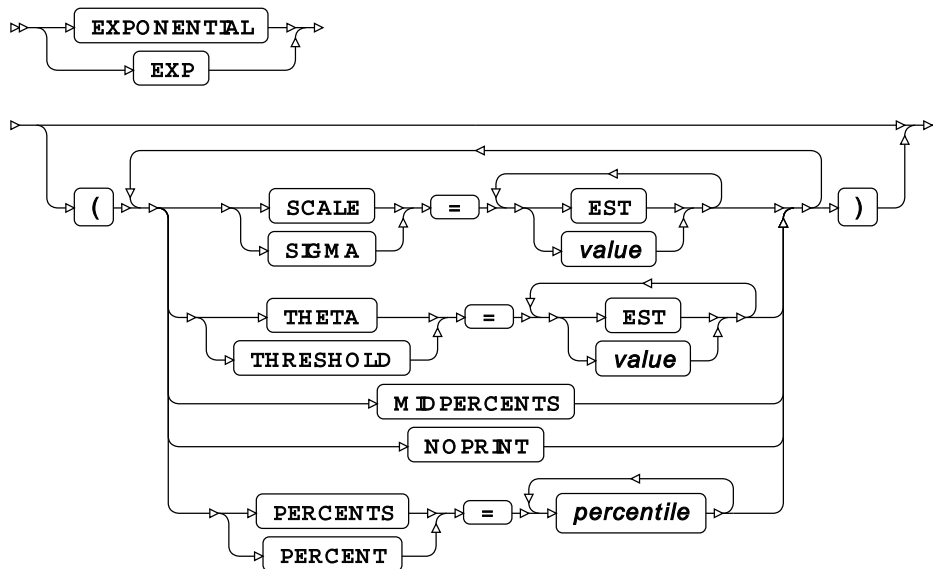 EXPONENTIAL
EXP
( SCALE = EST )
SIGMA value
THETA = EST
THRESHOLD value
MIDPERCENTS
NOPRINT
PERCENTS = percentile
PERCENT